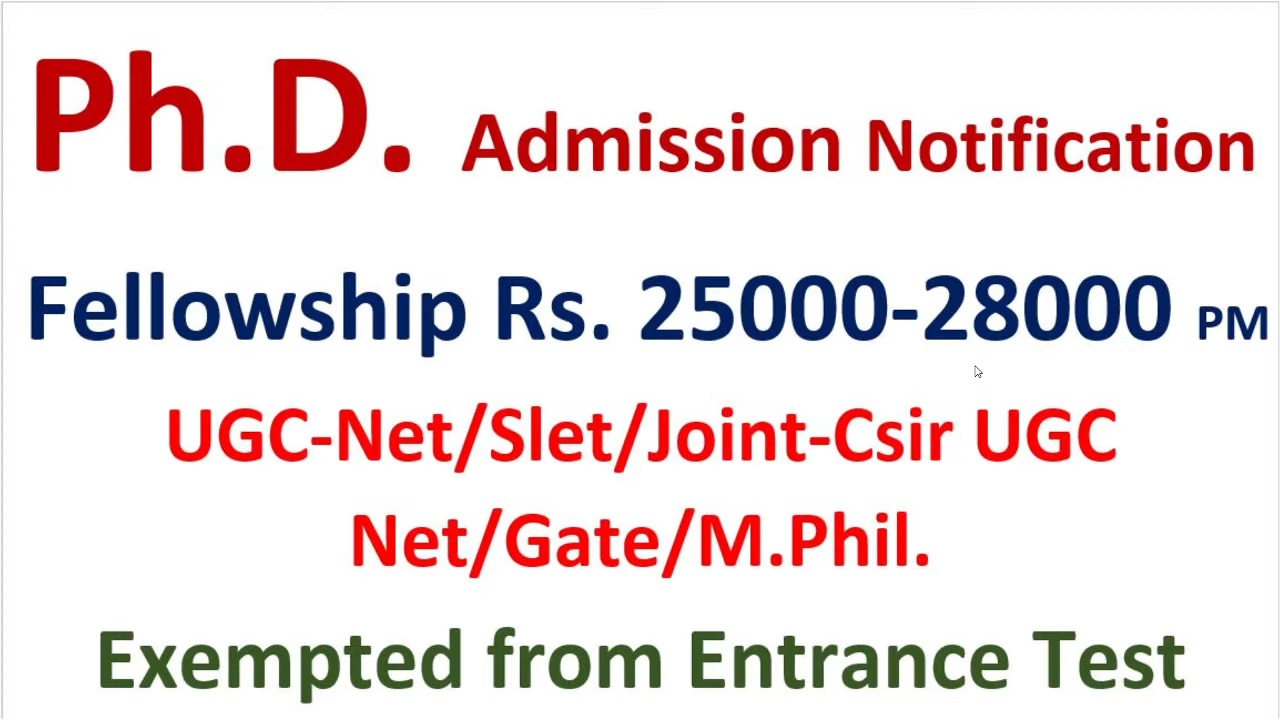 Ph.D. Admission Notification
Fellowship Rs. 25000-28000 PM
UGC-Net/Slet/Joint-Csir UGC
Net/Gate/M.Phil.
Exempted from Entrance Test